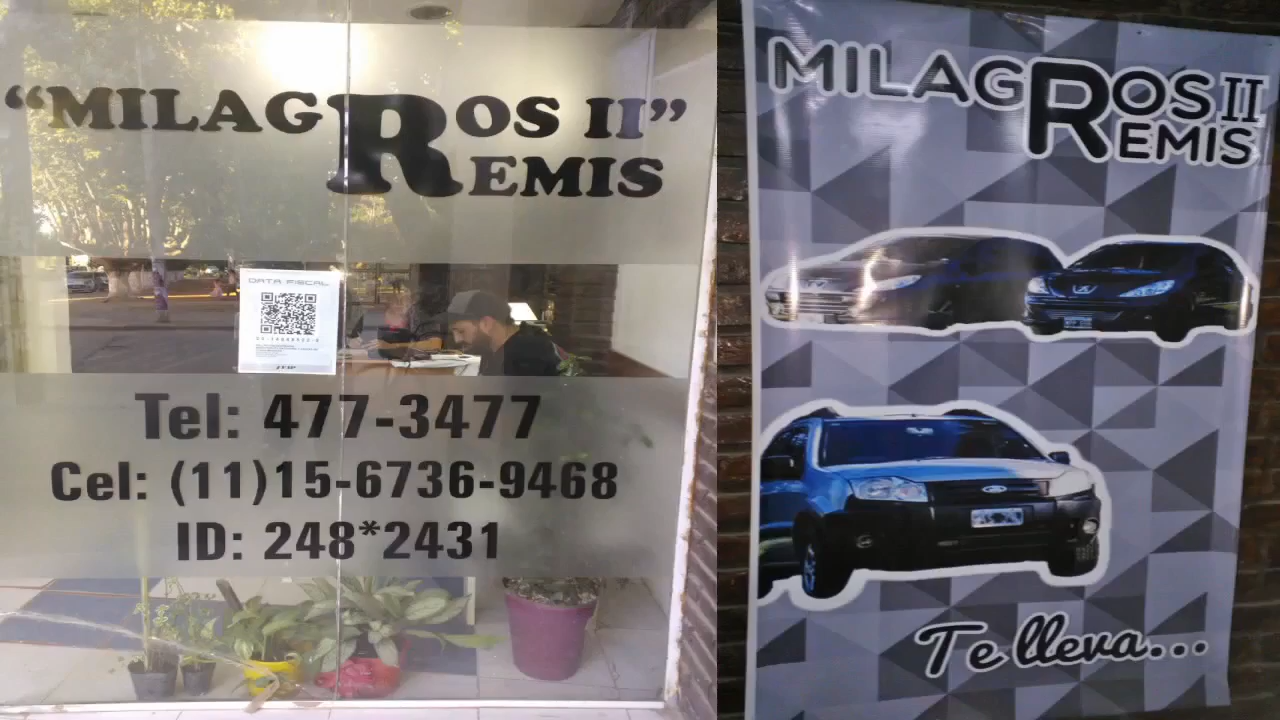 "MILAGROS II"
REMIS
DATA FISCAL
Tel: 477-3477
Cel: (11)15-6736-9468
ID: 248*2431
MILAGROS II
REMIS
Te lleva...